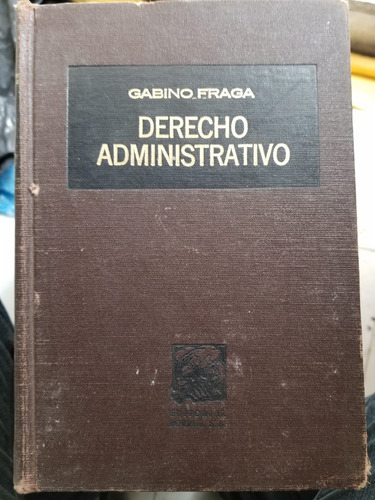 GABINO FRAGA
DERECHO
ADMINISTRATIVO